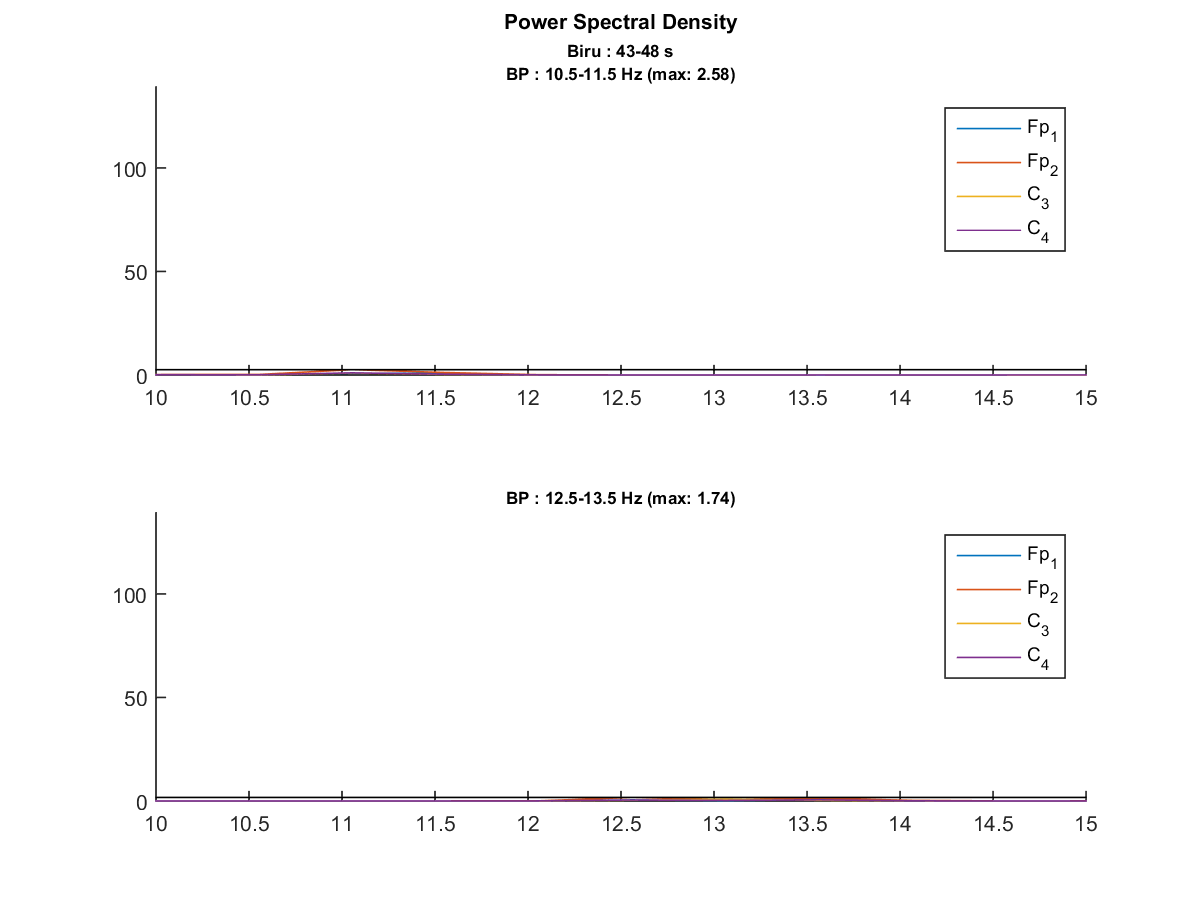 Power Spectral Density
Biru : 43-48 s
BP : 10.5-11.5 Hz (max: 2.58)
Fp1
Fp2
C3
C4
100
50
0
10 10.5 11 11.5 12 12.5 13 13.5 14 14.5 15
BP : 12.5-13.5 Hz (max: 1.74)
Fp1
Fp2
C3
C4
100
50
0
10 10.5 11 11.5 12 12.5 13 13.5 14 14.5 15